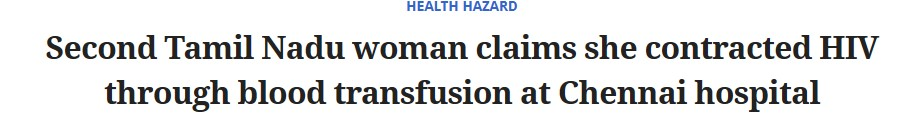 HEALTH HAZARD
Second Tamil Nadu woman claims she contracted HIV
through blood transfusion at Chennai hospital